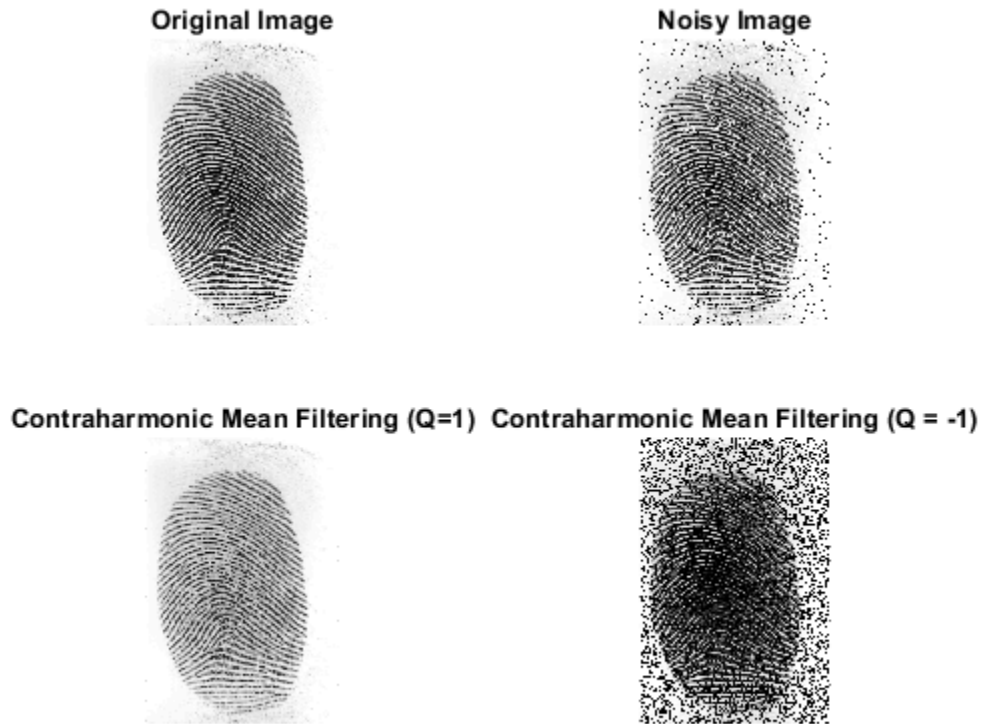 Original Image
Noisy Image
Contraharmonic Mean Filtering (Q=1)
Contraharmonic Mean Filtering (Q = -1)